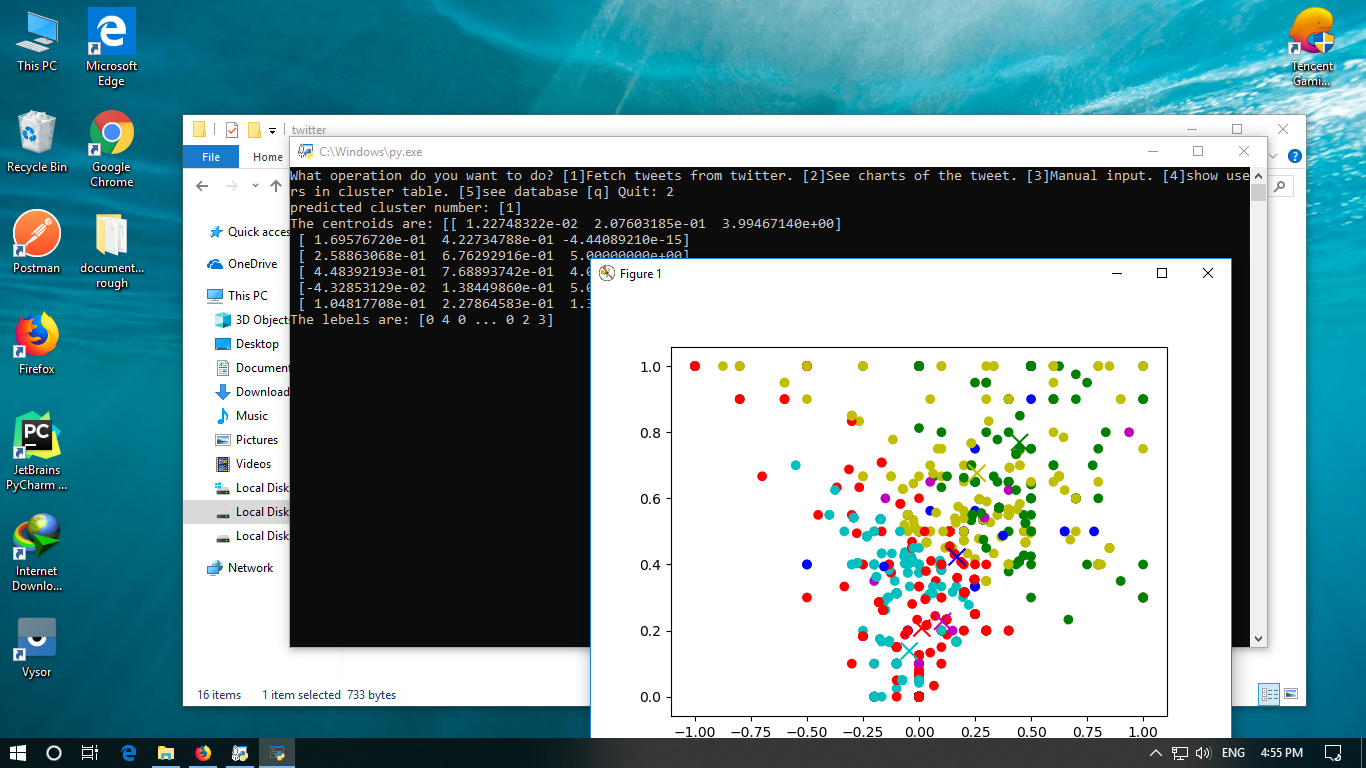 This PC
Microsoft
Edge
Tencent
Gami...
Recycle Bin
Google
Chrome
Postman
document...
rough
Firefox
JetBrains
PyCharm ...
Internet
Downlo...
Vysor
twitter
File
Home
Quick acces
OneDrive
This PC
3D Objects
Desktop
Document
Download
Music
Pictures
Videos
Local Disk
Local Disk
Local Disk
Network
16 items
1 item selected 733 bytes
C:\Windows\py.exe
What operation do you want to do? [1]Fetch tweets from twitter. [2]See charts of the tweet. [3]Manual input. [4]show use
rs in cluster table. [5]see database [q] Quit: 2
predicted cluster number: [1]
The centroids are: [[ 1.22748322e-02 2.07603185e-01 3.99467140e+00]
[ 1.69576720e-01 4.22734788e-01 -4.44089210e-15]
[ 2.58863068e-01 6.76292916e-01 5.00000000e+00]
[ 4.48392193e-01 7.68893742e-01 4.0
[-4.32853129e-02 1.38449860e-01 5.0
[ 1.04817708e-01 2.27864583e-01 1.3
The lebels are: [0 4 0 ... 0 2 3]
Figure 1
1.0
0.8
0.6
0.4
0.2
0.0
−1.00 −0.75 −0.50 −0.25 0.00 0.25 0.50 0.75 1.00
PC
ENG
4:55 PM